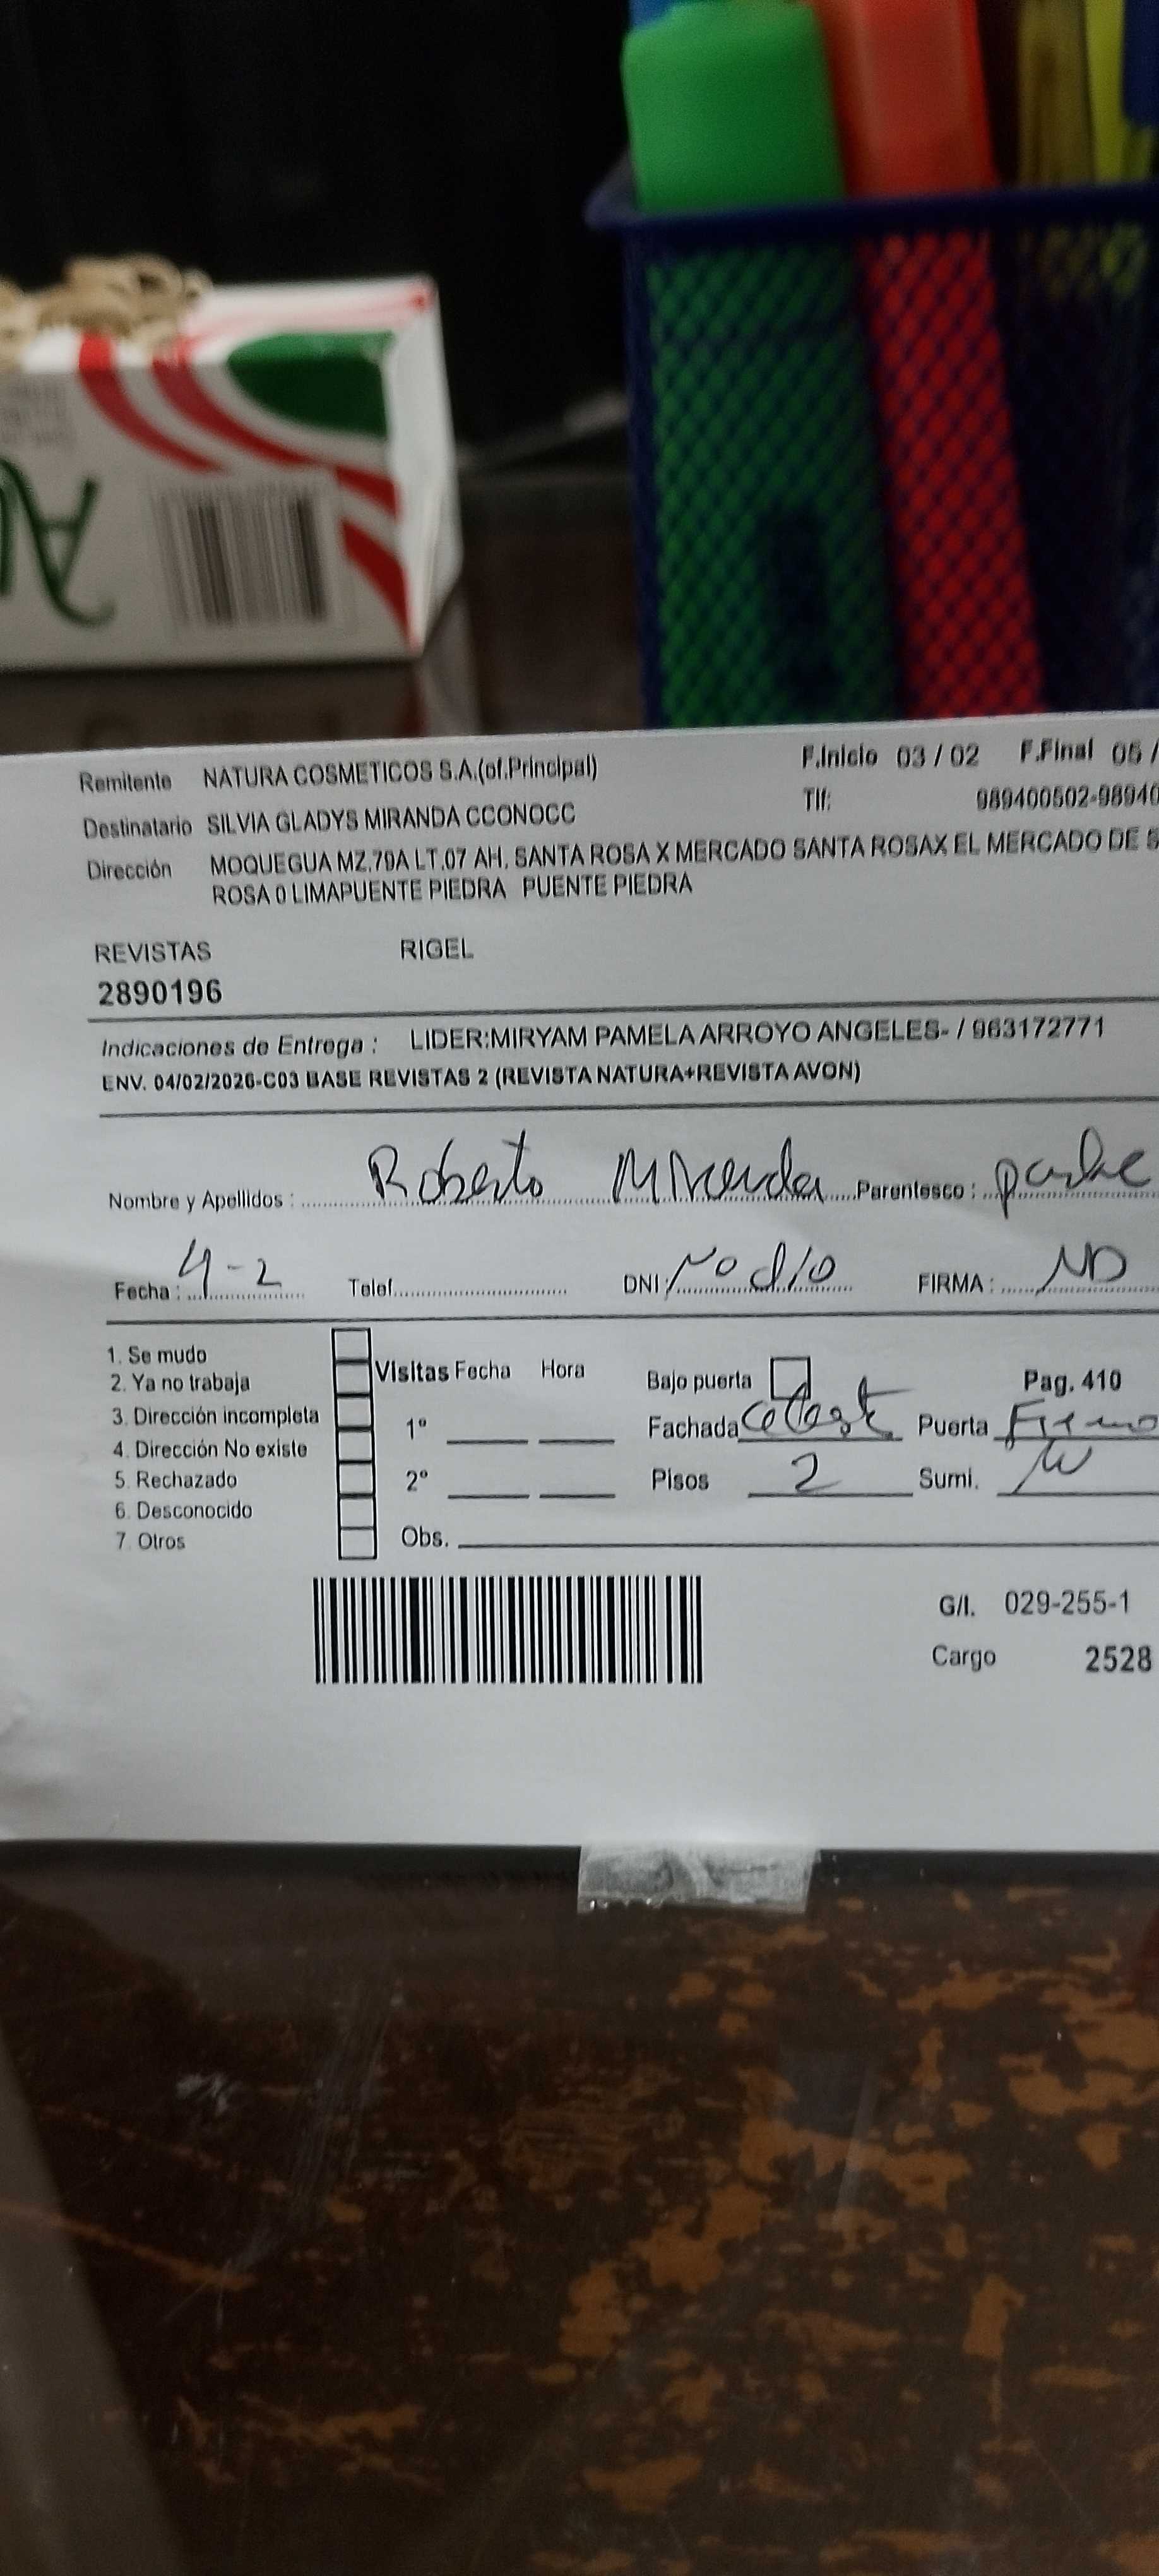 Remitente NATURA COSMETICOS S.A.(of.Principal) F.Inicio 03 / 02 F.Final 05 /
Destinatario SILVIA GLADYS MIRANDA CCONOCC Tlf: 989400502-98940
Dirección MOQUEGUA MZ.79A LT.07 AH. SANTA ROSA X MERCADO SANTA ROSAX EL MERCADO DE S
ROSA 0 LIMAPUENTE PIEDRA PUENTE PIEDRA
REVISTAS RIGEL
2890196
Indicaciones de Entrega : LIDER:MIRYAM PAMELA ARROYO ANGELES- / 963172771
ENV. 04/02/2026-C03 BASE REVISTAS 2 (REVISTA NATURA+REVISTA AVON)
Nombre y Apellidos : Roberto Miranda Parentesco : padre
Fecha : 4-2 Telef. DNI : No dio FIRMA : ND
1. Se mudo
2. Ya no trabaja
3. Dirección incompleta
4. Dirección No existe
5. Rechazado
6. Desconocido
7. Otros
Visitas Fecha Hora
1º
2º
Obs.
Bajo puerta Pag. 410
Fachada Celeste Puerta Fierro
Pisos 2 Sumi.
G/I. 029-255-1
Cargo 2528